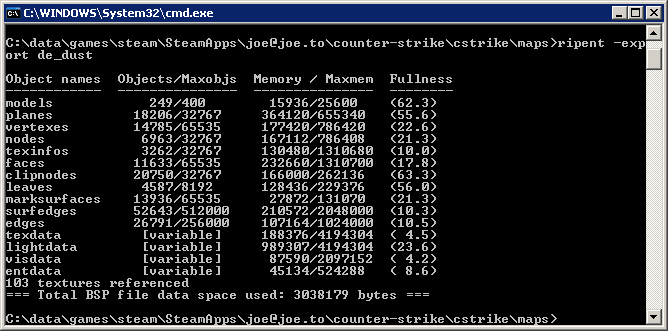 C:\WINDOWS\System32\cmd.exe
C:\data\games\steam\SteamApps\joe@joe.to\counter-strike\cstrike\maps>ripent -exp
ort de_dust
Object names  Objects/Maxobjs  Memory / Maxmem  Fullness
------------  ---------------  ---------------  --------
models            249/400         15936/25600    (62.3)
planes          18206/32767      364120/655340   (55.6)
vertexes        14785/65535      177420/786420   (22.6)
nodes            6963/32767      167112/786408   (21.3)
texinfos         3262/32767      130480/1310680  (10.0)
faces           11633/65535      232660/1310700  (17.8)
clipnodes       20750/32767      166000/262136   (63.3)
leaves           4587/8192       128436/229376   (56.0)
marksurfaces    13936/65535       27872/131070   (21.3)
surfedges       52643/512000     210572/2048000  (10.3)
edges           26791/256000     107164/1024000  (10.5)
texdata          [variable]      188376/4194304  ( 4.5)
lightdata        [variable]      989307/4194304  (23.6)
visdata          [variable]       87590/2097152  ( 4.2)
entdata          [variable]       45134/524288   ( 8.6)
103 textures referenced
=== Total BSP file data space used: 3038179 bytes ===
C:\data\games\steam\SteamApps\joe@joe.to\counter-strike\cstrike\maps>